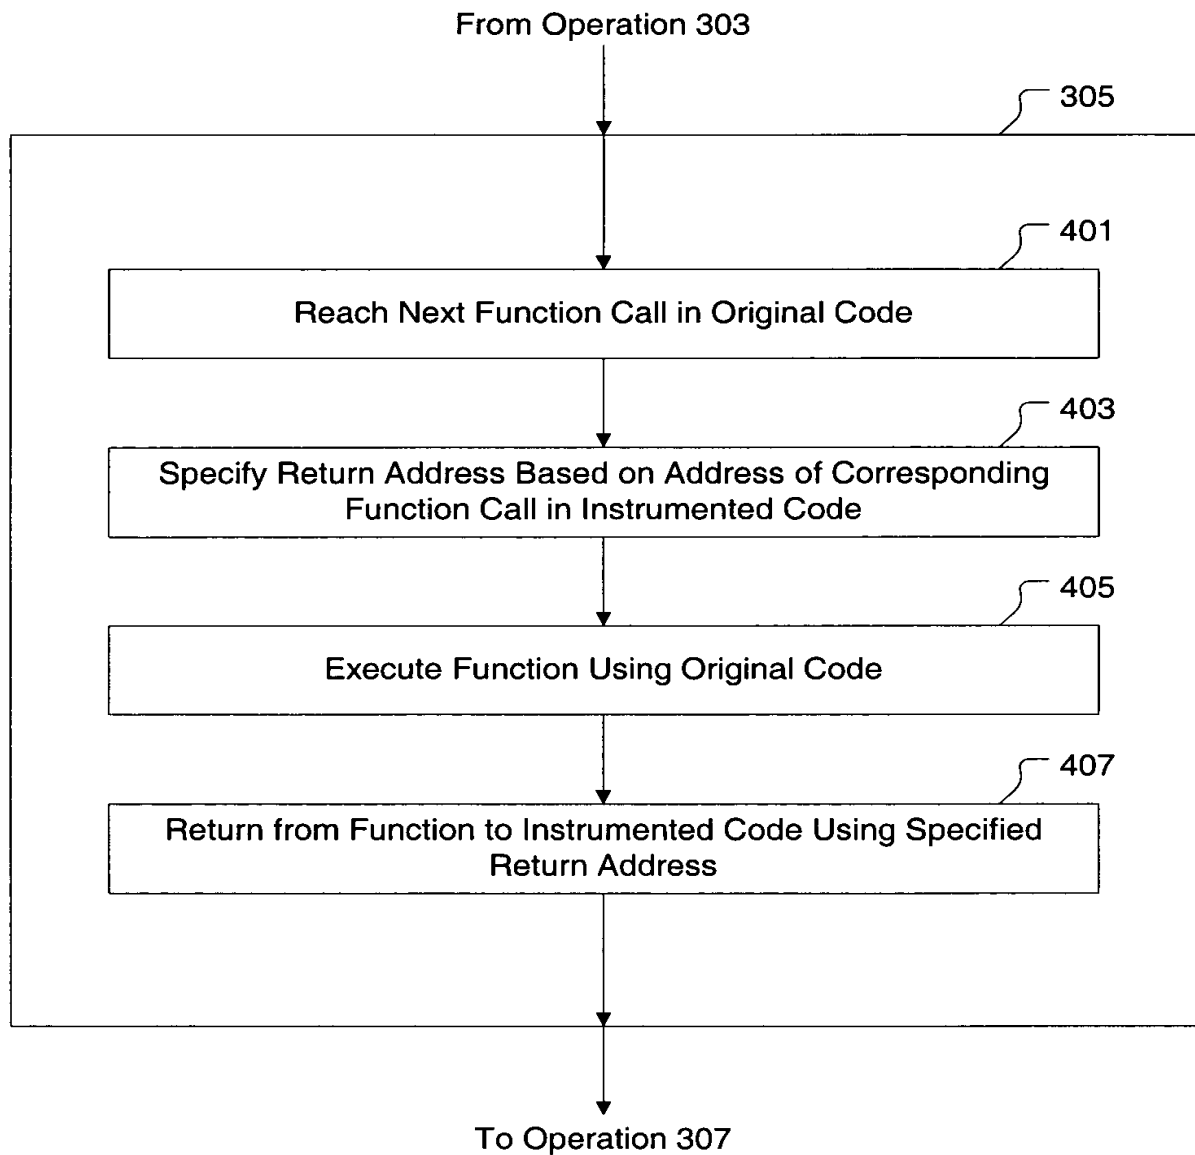 From Operation 303
305
401
Reach Next Function Call in Original Code
403
Specify Return Address Based on Address of Corresponding
Function Call in Instrumented Code
405
Execute Function Using Original Code
407
Return from Function to Instrumented Code Using Specified
Return Address
To Operation 307